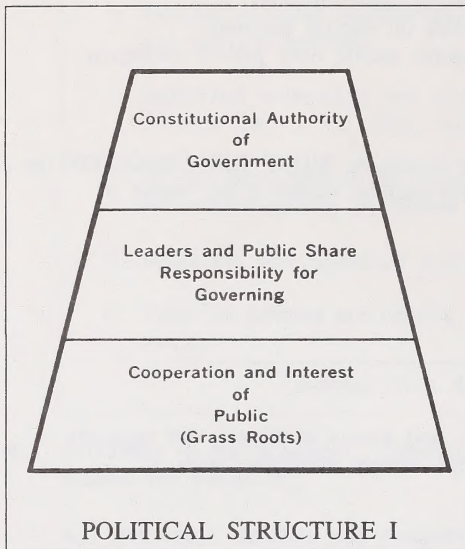 Constitutional Authority
of
Government
Leaders and Public Share
Responsibility for
Governing
Cooperation and Interest
of
Public
(Grass Roots)
POLITICAL STRUCTURE I